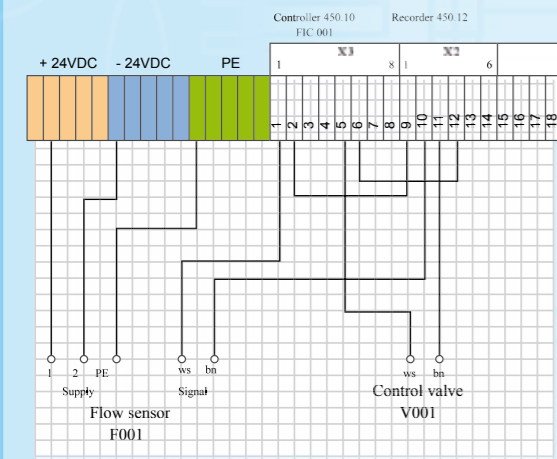 Controller 450.10 Recorder 450.12
FIC 001
+ 24VDC - 24VDC PE X3 X2
1 8 1 6
1 2 3 4 5 6 7 8 9 10 11 12 13 14 15 16 17 18
1 2 PE ws bn ws bn
Supply Signal Control valve
Flow sensor V001
F001